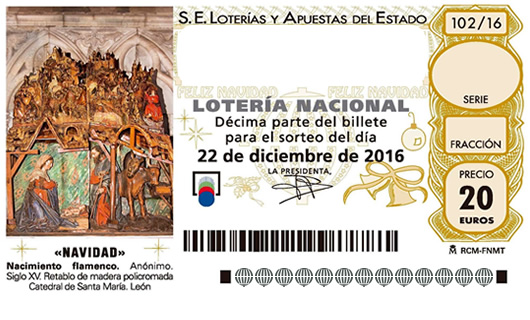 S. E. LOTERÍAS Y APUESTAS DEL ESTADO
102/16
FELIZ NAVIDAD FELIZ NAVIDAD
LOTERÍA NACIONAL
Décima parte del billete
para el sorteo del día
22 de diciembre de 2016
LA PRESIDENTA,
SERIE
FRACCIÓN
PRECIO
20
EUROS
RCM-FNMT
«NAVIDAD»
Nacimiento flamenco. Anónimo.
Siglo XV. Retablo de madera policromada
Catedral de Santa María. León